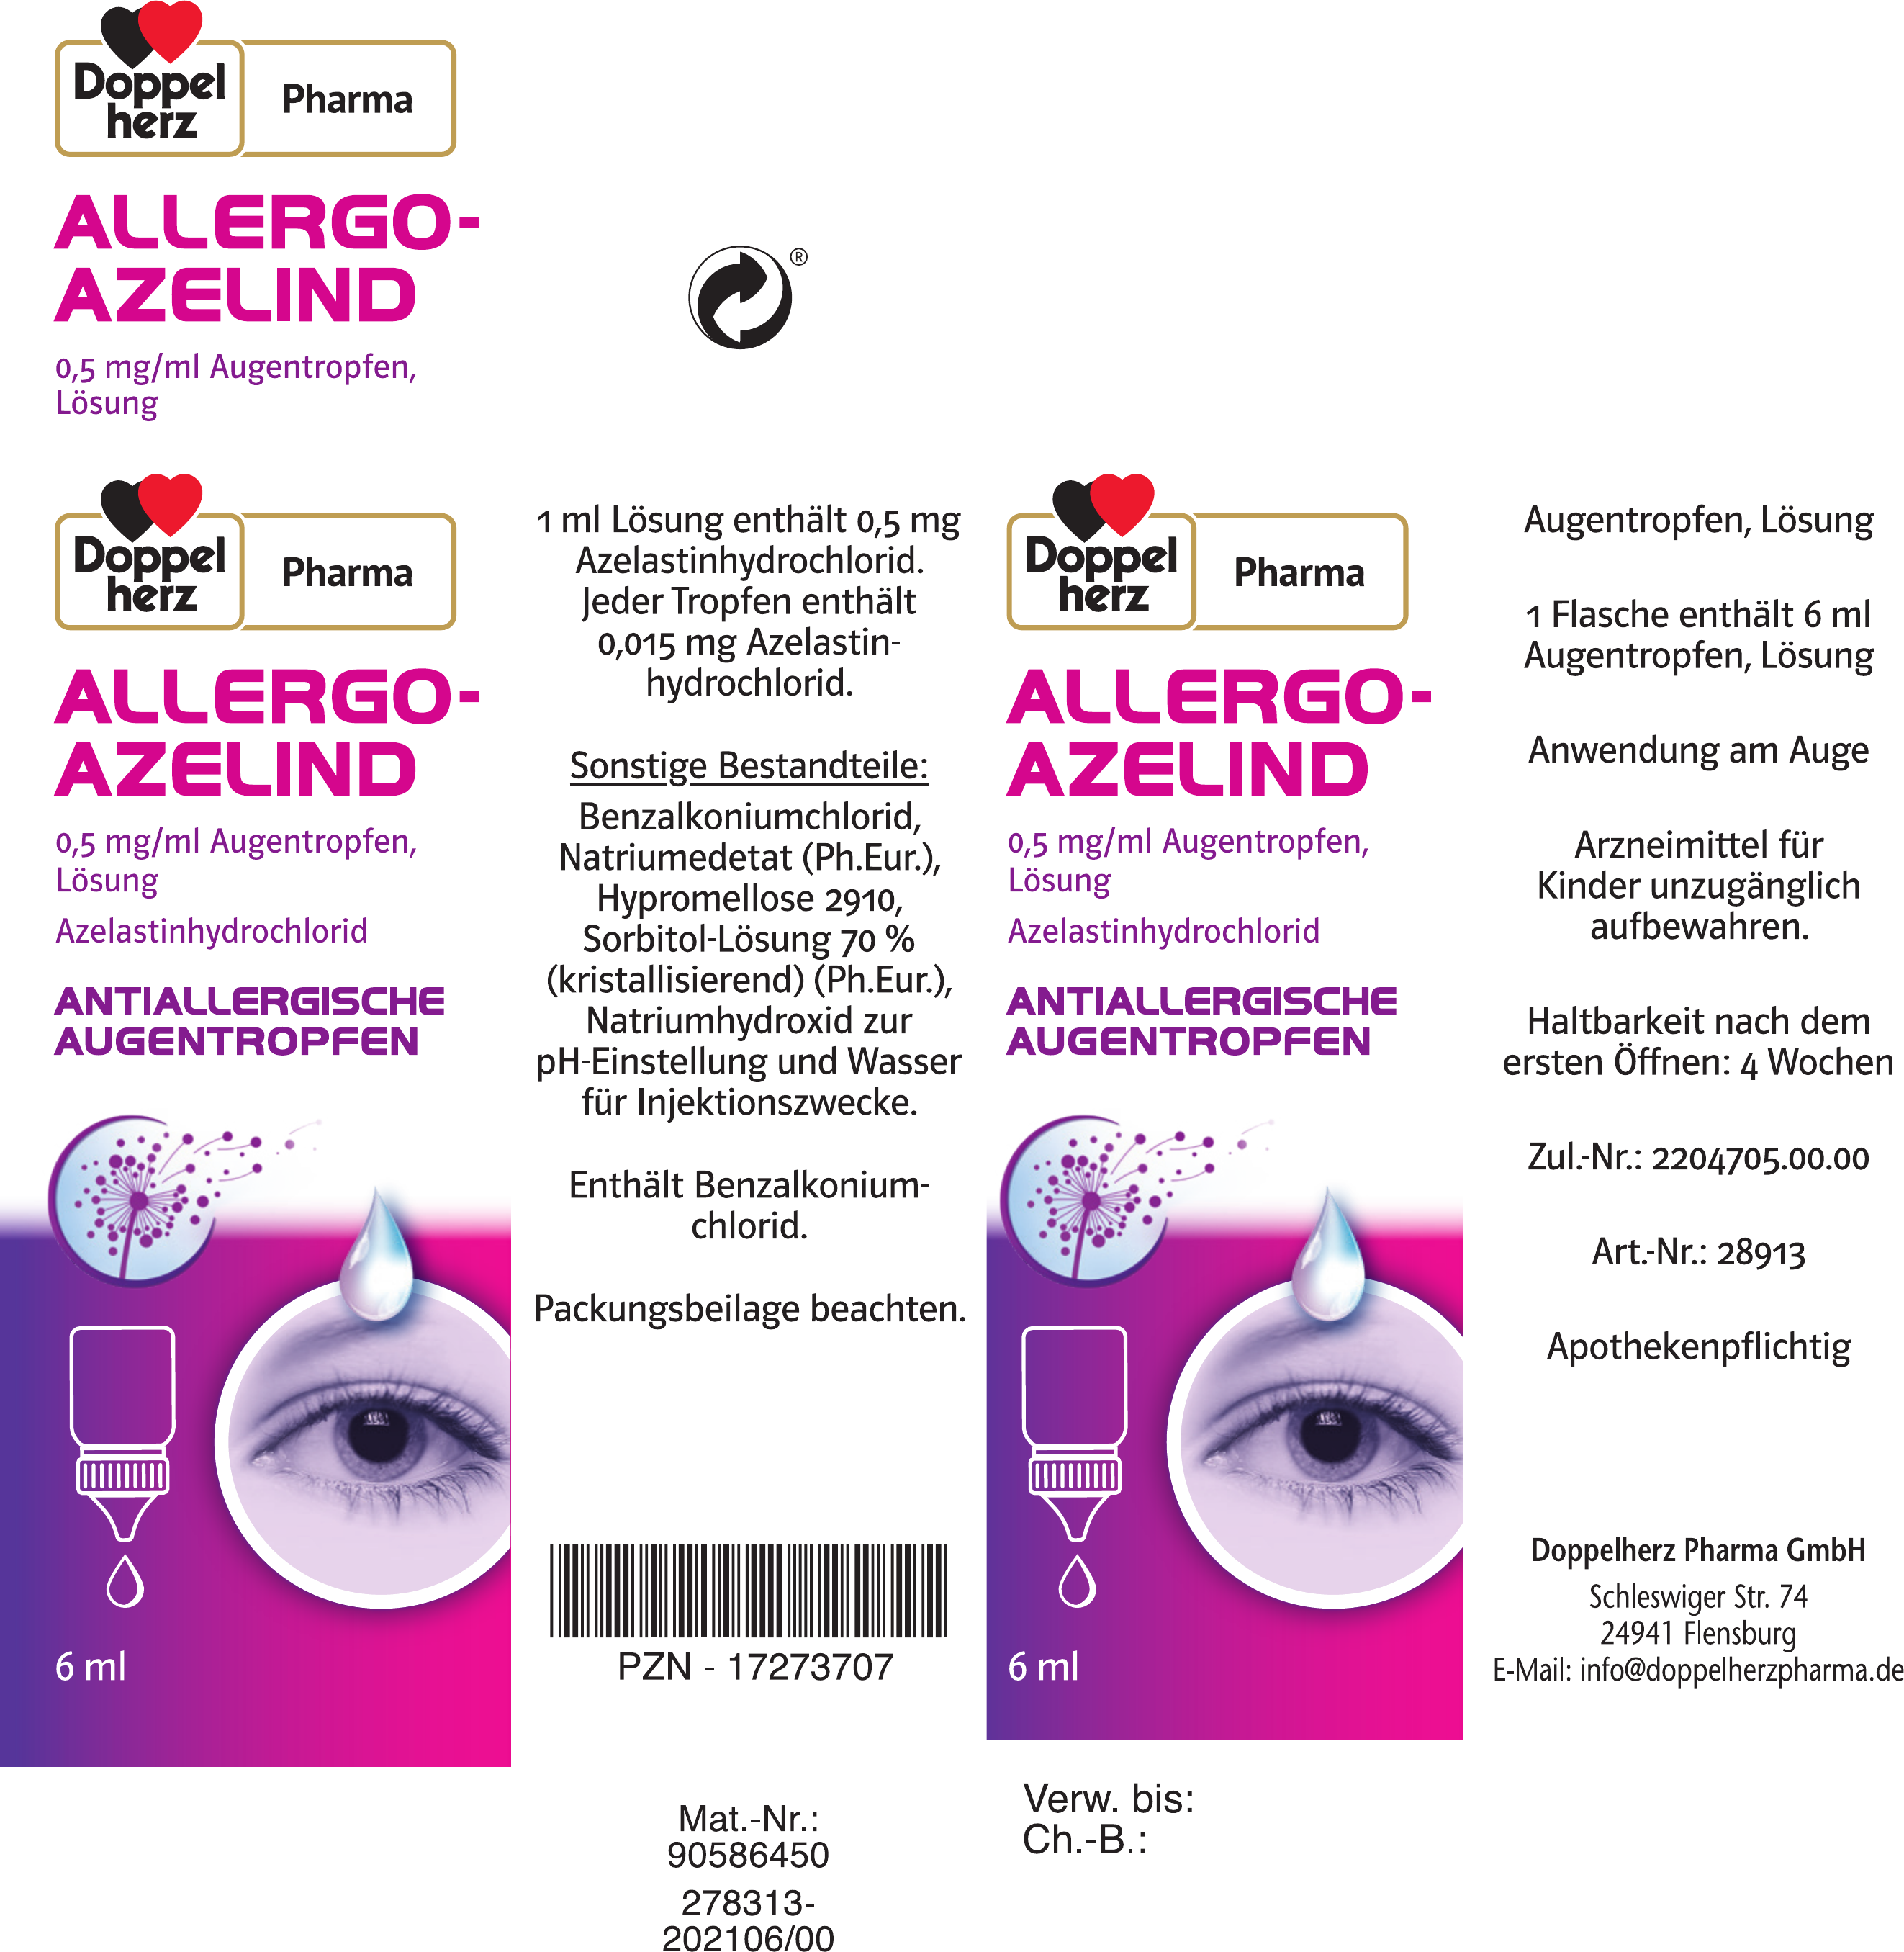 Doppel
herz
Pharma
ALLERGO-
AZELIND
0,5 mg/ml Augentropfen,
Lösung
®
Doppel
herz
Pharma
ALLERGO-
AZELIND
0,5 mg/ml Augentropfen,
Lösung
Azelastinhydrochlorid
ANTIALLERGISCHE
AUGENTROPFEN
6 ml
1 ml Lösung enthält 0,5 mg
Azelastinhydrochlorid.
Jeder Tropfen enthält
0,015 mg Azelastin-
hydrochlorid.
Sonstige Bestandteile:
Benzalkoniumchlorid,
Natriumedetat (Ph.Eur.),
Hypromellose 2910,
Sorbitol-Lösung 70 %
(kristallisierend) (Ph.Eur.),
Natriumhydroxid zur
pH-Einstellung und Wasser
für Injektionszwecke.
Enthält Benzalkonium-
chlorid.
Packungsbeilage beachten.
PZN - 17273707
Mat.-Nr.:
90586450
278313-
202106/00
Doppel
herz
Pharma
ALLERGO-
AZELIND
0,5 mg/ml Augentropfen,
Lösung
Azelastinhydrochlorid
ANTIALLERGISCHE
AUGENTROPFEN
6 ml
Verw. bis:
Ch.-B.:
Augentropfen, Lösung
1 Flasche enthält 6 ml
Augentropfen, Lösung
Anwendung am Auge
Arzneimittel für
Kinder unzugänglich
aufbewahren.
Haltbarkeit nach dem
ersten Öffnen: 4 Wochen
Zul.-Nr.: 2204705.00.00
Art.-Nr.: 28913
Apothekenpflichtig
Doppelherz Pharma GmbH
Schleswiger Str. 74
24941 Flensburg
E-Mail: info@doppelherzpharma.de